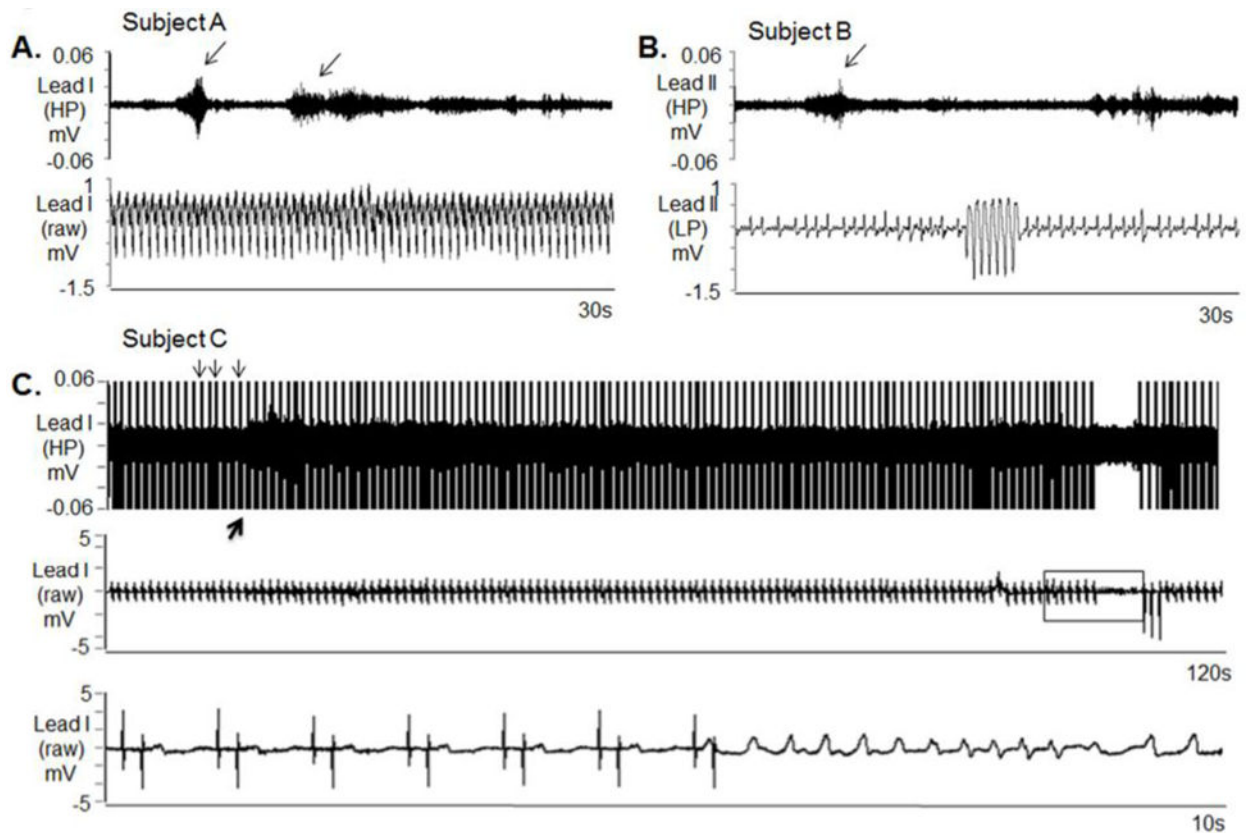 Subject A
A.
0.06
Lead I
(HP)
mV
-0.06
1
Lead I
(raw)
mV
-1.5
30s
Subject B
B.
0.06
Lead II
(HP)
mV
-0.06
1
Lead II
(LP)
mV
-1.5
30s
Subject C
C.
0.06
Lead I
(HP)
mV
-0.06
5
Lead I
(raw)
mV
-5
120s
5
Lead I
(raw)
mV
-5
10s